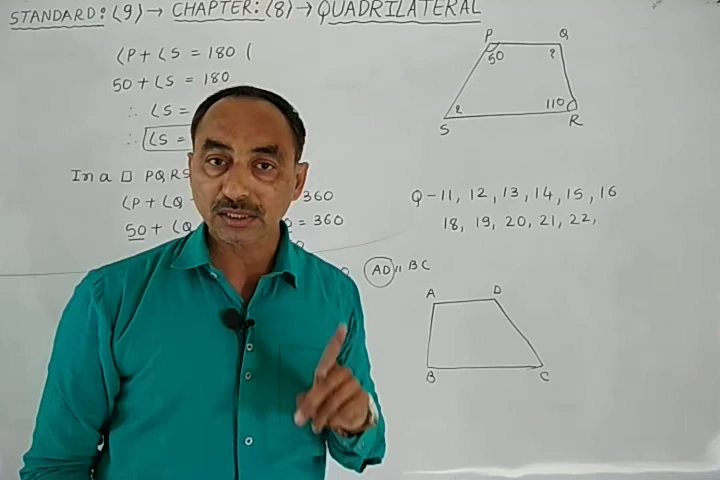 STANDARD: (9) → CHAPTER: (8) → QUADRILATERAL
∠P + ∠S = 180 (
50 + ∠S = 180
∴ ∠S =
∴ ∠S =
In a □ PQRS
∠P + ∠Q 360
50 + ∠Q = 360
P Q
50 ?
? 110
S R
Q - 11, 12, 13, 14, 15, 16
18, 19, 20, 21, 22,
AD || BC
A D
B C